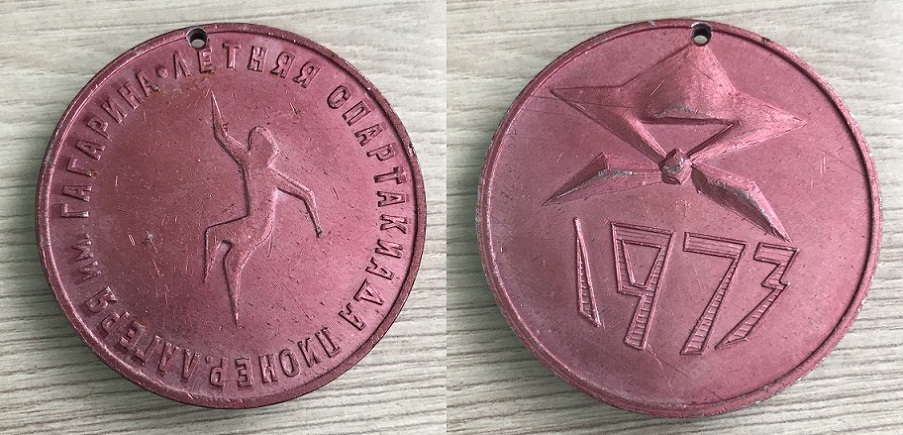 ЛЕТНЯЯ СПАРТАКИАДА ПИОНЕР.ЛАГЕРЯ ИМ. ГАГАРИНА •
1973